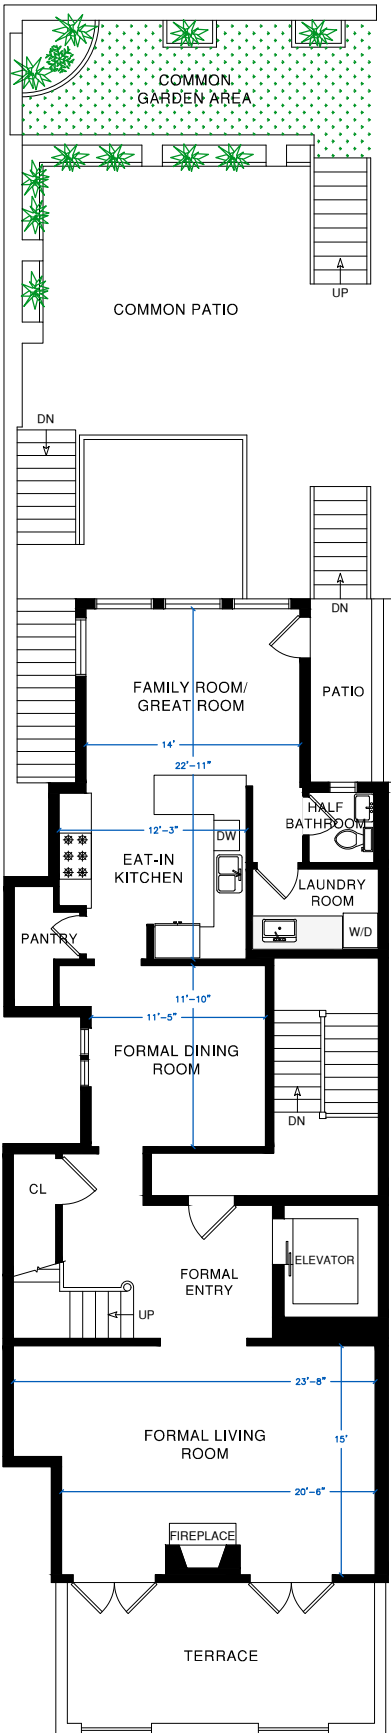 COMMON
GARDEN AREA
UP
COMMON PATIO
DN
DN
FAMILY ROOM/
GREAT ROOM
PATIO
14'
22'-11"
HALF
BATHROOM
12'-3"
DW
EAT-IN
KITCHEN
LAUNDRY
ROOM
W/D
PANTRY
11'-10"
11'-5"
FORMAL DINING
ROOM
DN
CL
FORMAL
ENTRY
ELEVATOR
UP
23'-8"
FORMAL LIVING
ROOM
15'
20'-6"
FIREPLACE
TERRACE